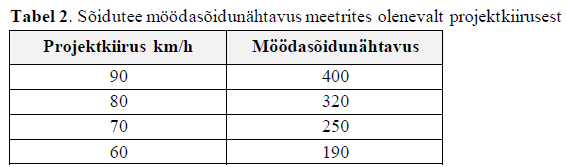 Tabel 2. Sõidutee möödasõidunähtavus meetrites olenevalt projektkiirusest
Projektkiirus km/h Möödasõidunähtavus
90 400
80 320
70 250
60 190